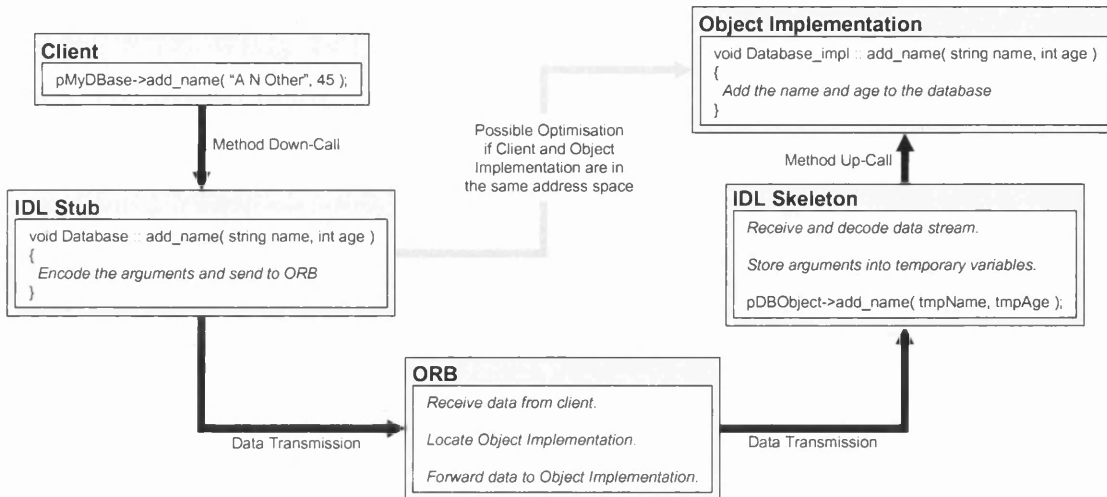 Client
pMyDBase->add_name( “A N Other”, 45 );
Method Down-Call
IDL Stub
void Database :: add_name( string name, int age )
{
Encode the arguments and send to ORB
}
Data Transmission
Possible Optimisation
if Client and Object
Implementation are in
the same address space
ORB
Receive data from client.
Locate Object Implementation.
Forward data to Object Implementation.
Data Transmission
Object Implementation
void Database_impl :: add_name( string name, int age )
{
Add the name and age to the database
}
Method Up-Call
IDL Skeleton
Receive and decode data stream.
Store arguments into temporary variables.
pDBObject->add_name( tmpName, tmpAge );